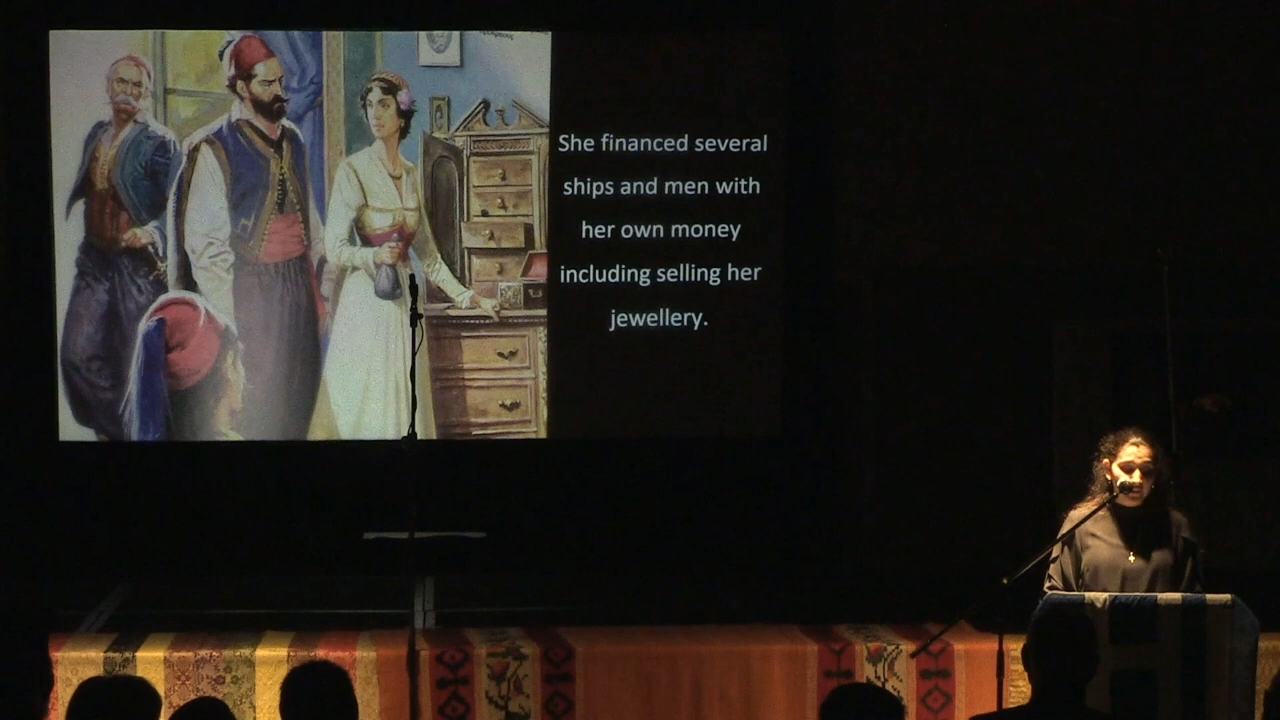 She financed several
ships and men with
her own money
including selling her
jewellery.